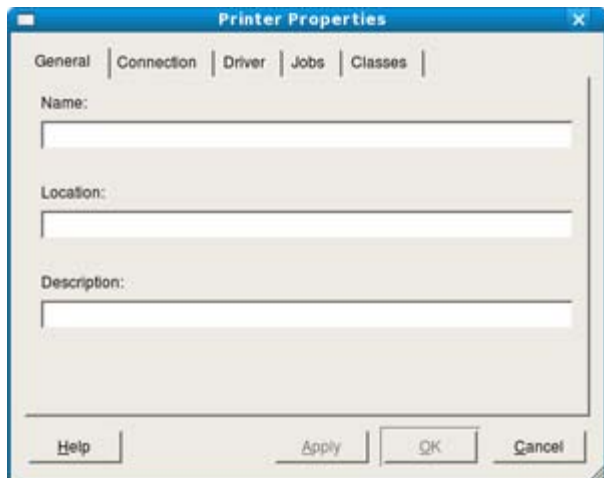 Printer Properties
General Connection Driver Jobs Classes
Name:
Location:
Description:
Help Apply OK Cancel